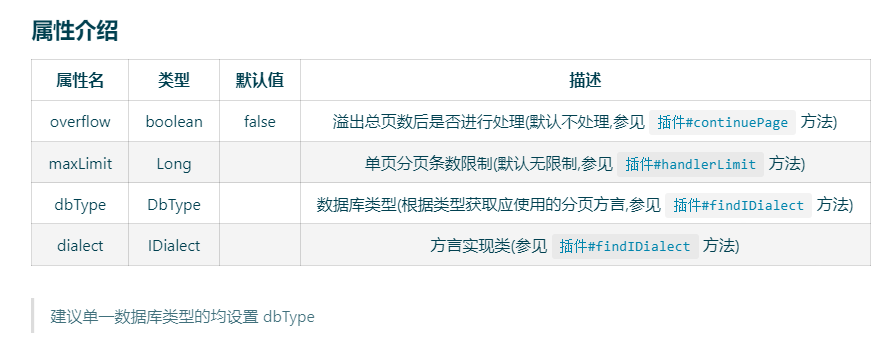 属性介绍
属性名 类型 默认值 描述
overflow boolean false 溢出总页数后是否进行处理(默认不处理,参见 插件#continuePage 方法)
maxLimit Long 单页分页条数限制(默认无限制,参见 插件#handlerLimit 方法)
dbType DbType 数据库类型(根据类型获取应使用的分页方言,参见 插件#findIDialect 方法)
dialect IDialect 方言实现类(参见 插件#findIDialect 方法)
建议单一数据库类型的均设置 dbType